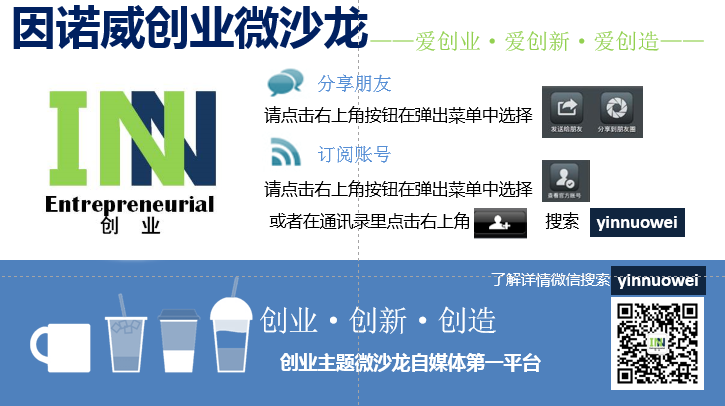 因诺威创业微沙龙
——爱创业·爱创新·爱创造——
INN
Entrepreneurial
创 业
分享朋友
请点击右上角按钮在弹出菜单中选择
发送给朋友 分享到朋友圈
订阅账号
请点击右上角按钮在弹出菜单中选择
查看官方账号
或者在通讯录里点击右上角 搜索 yinnuowei
了解详情微信搜索 yinnuowei
创业·创新·创造
创业主题微沙龙自媒体第一平台